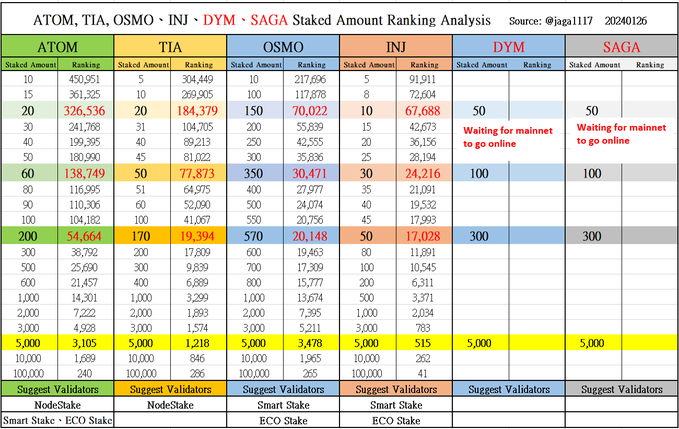 ATOM, TIA, OSMO、INJ、DYM、SAGA Staked Amount Ranking Analysis Source: @jaga1117 20240126
ATOM TIA OSMO INJ DYM SAGA
Staked Amount Ranking Staked Amount Ranking Staked Amount Ranking Staked Amount Ranking Staked Amount Ranking Staked Amount Ranking
10 450,951 5 304,449 10 217,696 5 91,911
15 361,325 10 269,905 100 117,878 8 72,604
20 326,536 20 184,379 150 70,022 10 67,688 50 50
30 241,768 31 104,705 200 55,839 15 42,673 Waiting for mainnet Waiting for mainnet
40 199,395 40 89,213 250 42,555 20 36,156 to go online to go online
50 180,990 45 81,022 300 35,836 25 28,194
60 138,749 50 77,873 350 30,471 30 24,216 100 100
80 116,995 51 64,975 400 27,977 35 21,091
90 110,306 60 52,090 500 24,074 40 19,532
100 104,182 100 41,067 550 20,756 45 17,993
200 54,664 170 19,394 570 20,148 50 17,028 300 300
300 38,792 200 17,809 600 19,463 80 11,891
500 25,690 300 9,839 700 17,309 100 10,545
600 21,457 400 6,889 800 15,777 200 6,311
1,000 14,301 1,000 3,299 1,000 13,674 500 3,371
2,000 7,222 1,000 1,893 2,000 7,395 1,000 2,034
3,000 4,928 3,000 1,574 3,000 5,211 3,000 783
5,000 3,105 5,000 1,218 5,000 3,478 5,000 515 5,000 5,000
10,000 1,689 10,000 846 10,000 1,965 10,000 262
100,000 240 100,000 286 100,000 265 100,000 41
Suggest Validators Suggest Validators Suggest Validators Suggest Validators Suggest Validators Suggest Validators
NodeStake NodeStake Smart Stake Smart Stake
Smart Stake、ECO Stake ECO Stake ECO Stake